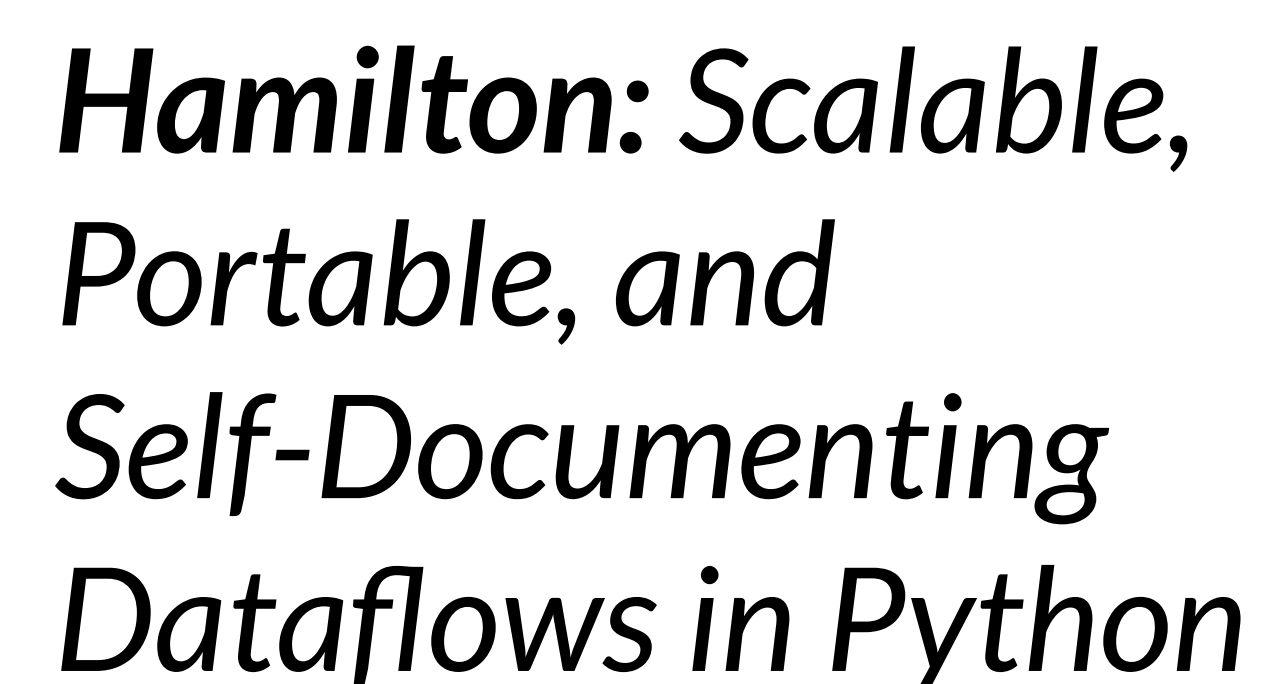 Hamilton: Scalable,
Portable, and
Self-Documenting
Dataflows in Python